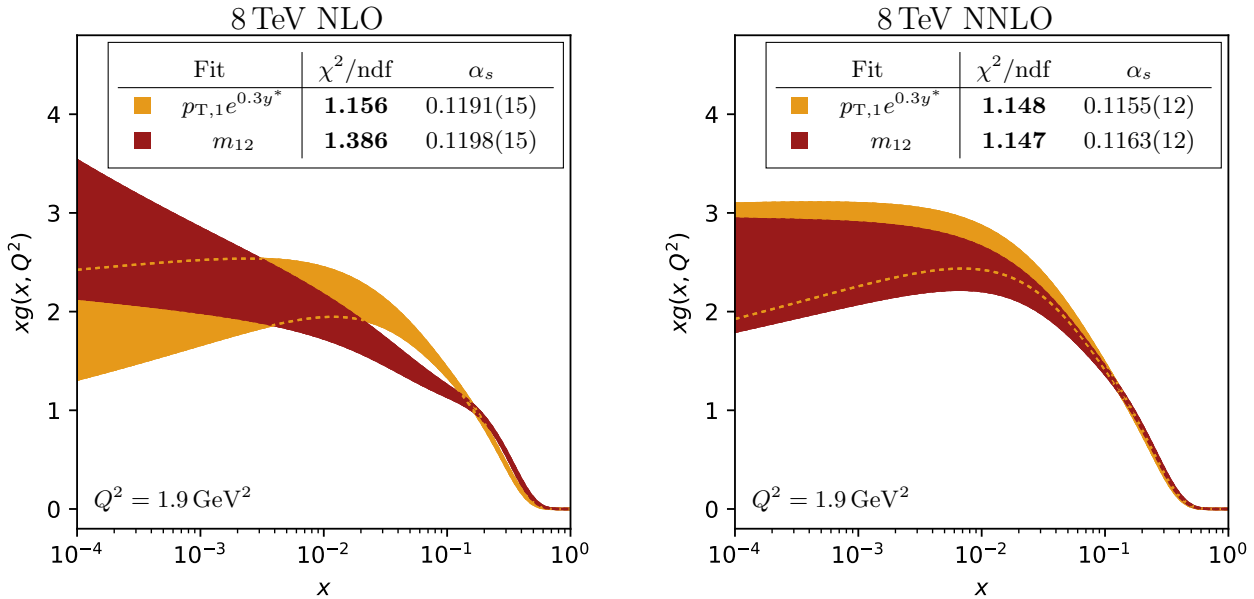 8 TeV NLO
Fit χ²/ndf αₛ
p_{T,1}e^{0.3y*} 1.156 0.1191(15)
m₁₂ 1.386 0.1198(15)
xg(x, Q²)
4
3
2
1
0
Q² = 1.9 GeV²
10⁻⁴ 10⁻³ 10⁻² 10⁻¹ 10⁰
x
8 TeV NNLO
Fit χ²/ndf αₛ
p_{T,1}e^{0.3y*} 1.148 0.1155(12)
m₁₂ 1.147 0.1163(12)
xg(x, Q²)
4
3
2
1
0
Q² = 1.9 GeV²
10⁻⁴ 10⁻³ 10⁻² 10⁻¹ 10⁰
x